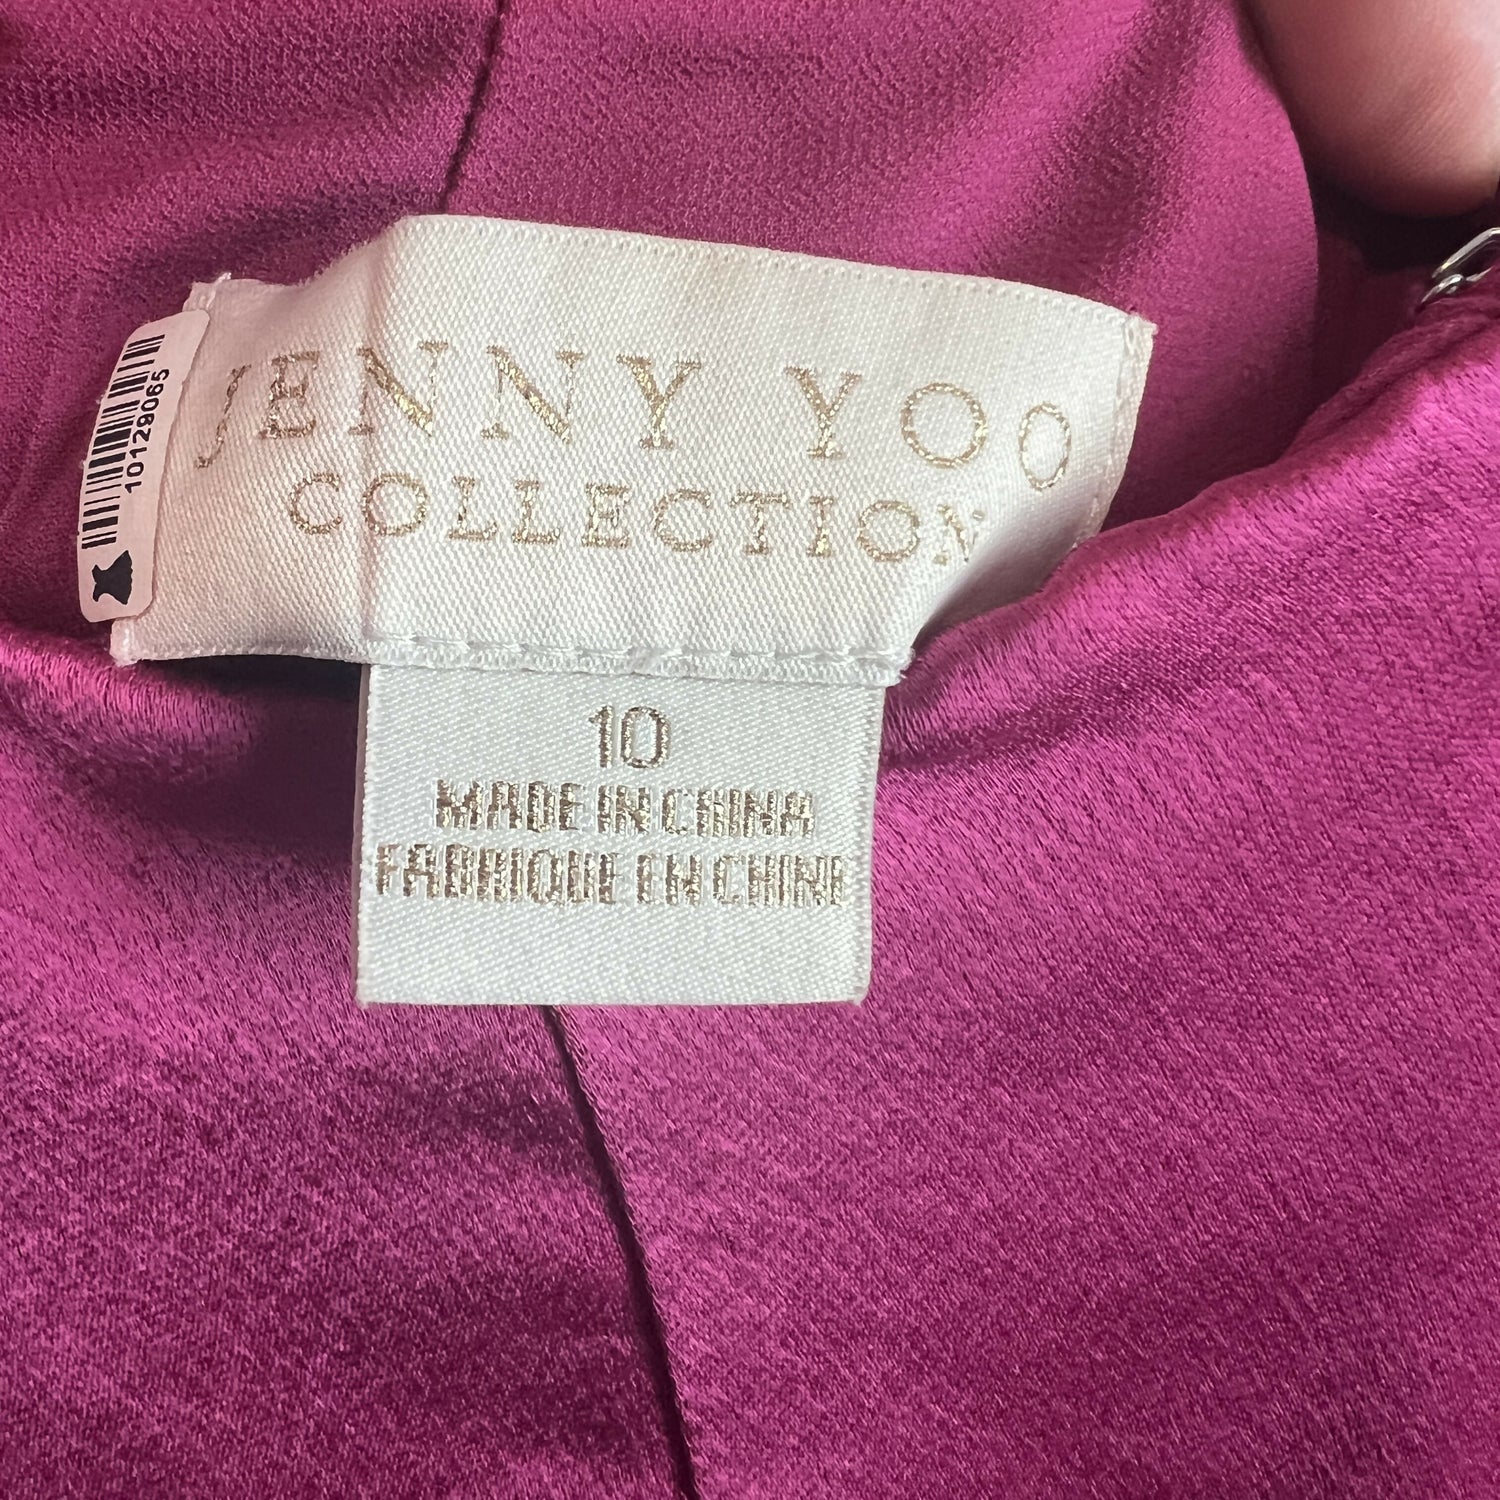 JENNY YOO
COLLECTION
10129065
10
MADE IN CHINA
FABRIQUE EN CHINE